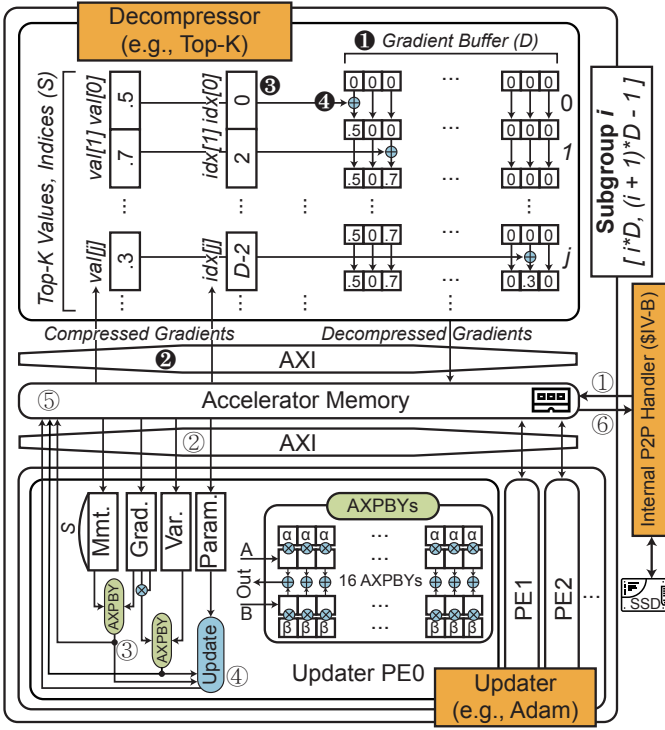 Decompressor
(e.g., Top-K)
❶ Gradient Buffer (D)
Top-K Values, Indices (S)
val[1] val[0]
.5
.7
idx[1] idx[0]
0
2
❸
❹
0 0 0 ... 0 0 0
0
.5 0 0 ... 0 0 0
1
.5 0 .7 ... 0 0 0
... ... ... ... ...
val[j]
.3
idx[j]
D-2
.5 0 .7 ... 0 0 0
j
.5 0 .7 0 .3 0
... ... ... ...
Subgroup i
[ i*D, (i + 1)*D - 1 ]
Compressed Gradients
Decompressed Gradients
❷ AXI
⑤ Accelerator Memory
①
⑥
Internal P2P Handler ($IV-B)
② AXI
S
Mmt.
Grad.
Var.
Param.
AXPBY
AXPBY
③
Update
④
AXPBYs
α α α ... α α α
A
Out
16 AXPBYs
B
β β β ... β β β
Updater PE0
PE1
PE2
...
SSD
Updater
(e.g., Adam)